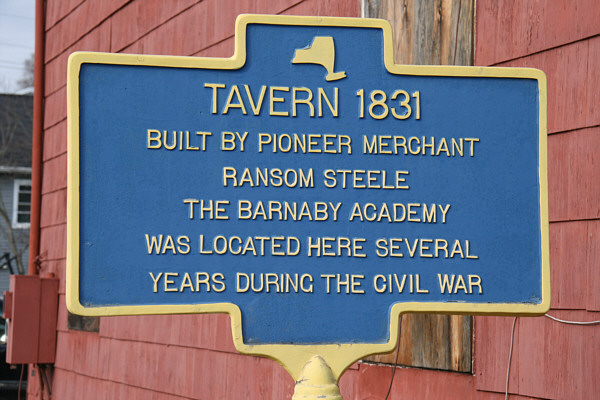 TAVERN 1831
BUILT BY PIONEER MERCHANT
RANSOM STEELE
THE BARNABY ACADEMY
WAS LOCATED HERE SEVERAL
YEARS DURING THE CIVIL WAR